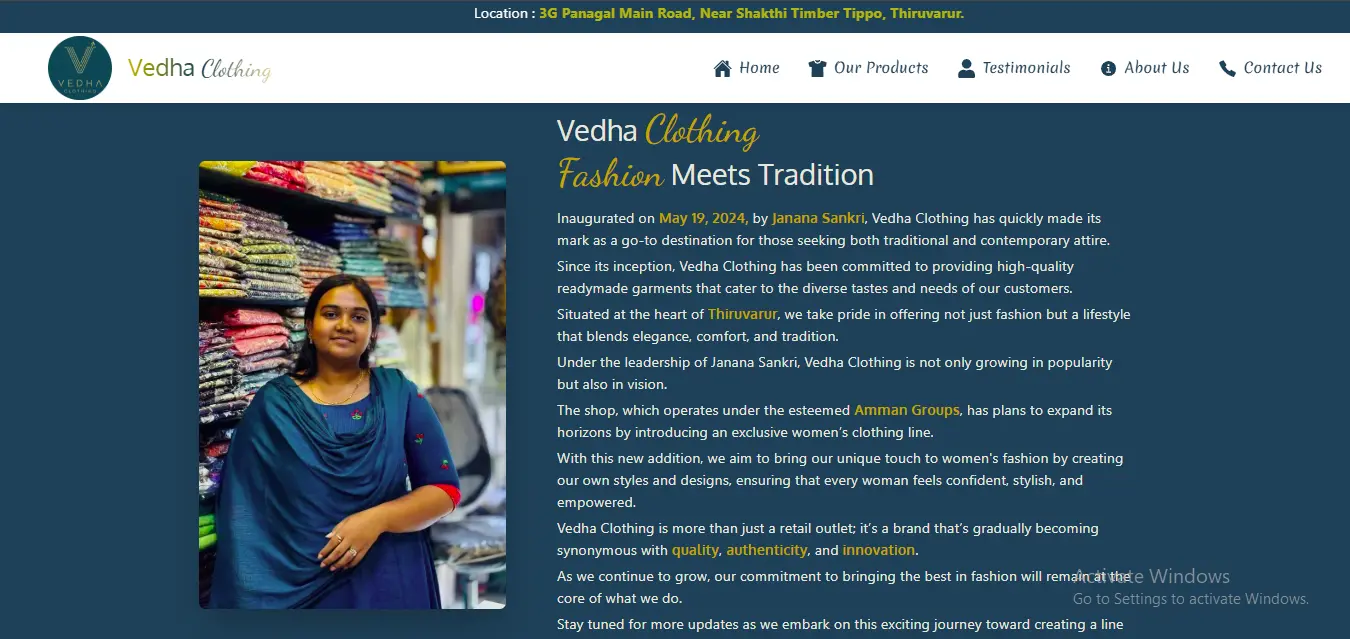 Location : 3G Panagal Main Road, Near Shakthi Timber Tippo, Thiruvarur.
VEDHA
CLOTHING
Vedha Clothing
Home
Our Products
Testimonials
About Us
Contact Us
Vedha Clothing
Fashion Meets Tradition
Inaugurated on May 19, 2024, by Janana Sankri, Vedha Clothing has quickly made its
mark as a go-to destination for those seeking both traditional and contemporary attire.
Since its inception, Vedha Clothing has been committed to providing high-quality
readymade garments that cater to the diverse tastes and needs of our customers.
Situated at the heart of Thiruvarur, we take pride in offering not just fashion but a lifestyle
that blends elegance, comfort, and tradition.
Under the leadership of Janana Sankri, Vedha Clothing is not only growing in popularity
but also in vision.
The shop, which operates under the esteemed Amman Groups, has plans to expand its
horizons by introducing an exclusive women's clothing line.
With this new addition, we aim to bring our unique touch to women's fashion by creating
our own styles and designs, ensuring that every woman feels confident, stylish, and
empowered.
Vedha Clothing is more than just a retail outlet; it's a brand that's gradually becoming
synonymous with quality, authenticity, and innovation.
As we continue to grow, our commitment to bringing the best in fashion will remain at the
core of what we do.
Stay tuned for more updates as we embark on this exciting journey toward creating a line
Activate Windows
Go to Settings to activate Windows.